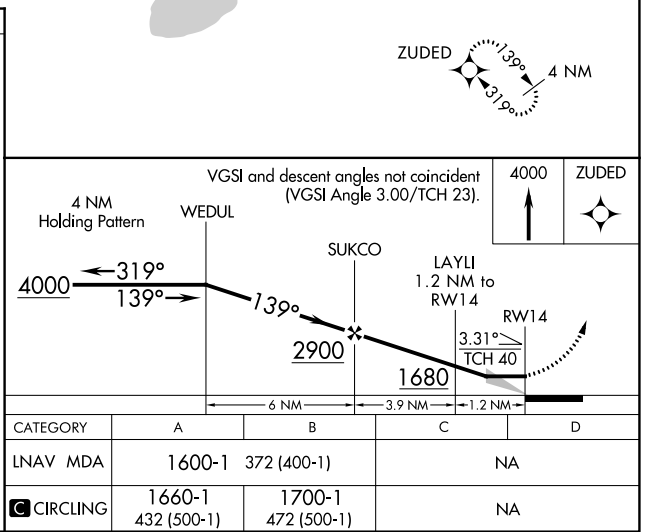 ZUDED
139°
4 NM
319°
VGSI and descent angles not coincident
(VGSI Angle 3.00/TCH 23).
4000
ZUDED
4 NM
Holding Pattern
WEDUL
SUKCO
LAYLI
1.2 NM to
RW14
RW14
4000
319°
139°
139°
2900
1680
3.31°
TCH 40
6 NM
3.9 NM
1.2 NM
CATEGORY A B C D
LNAV MDA 1600-1 372 (400-1) NA
C CIRCLING 1660-1 432 (500-1) 1700-1 472 (500-1) NA